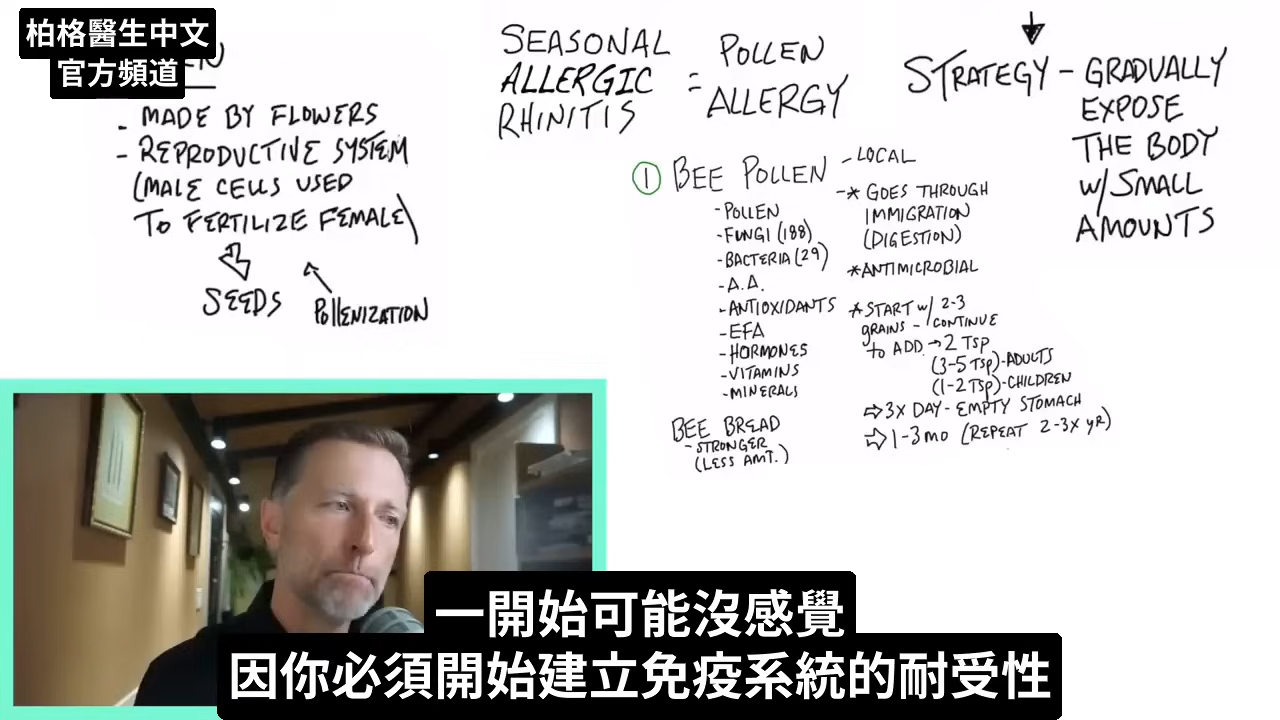 柏格醫生中文
官方頻道
- MADE BY FLOWERS
- REPRODUCTIVE SYSTEM
(MALE CELLS USED
TO FERTILIZE FEMALE)
SEEDS
POllENIZATION
SEASONAL
ALLERGIC
RHINITIS
=
POLLEN
ALLERGY
STRATEGY - GRADUALLY
EXPOSE
THE BODY
W/ SMALL
AMOUNTS
1 BEE POLLEN
- POLLEN
- FUNGI (188)
- BACTERIA (29)
- A.A.
- ANTIOXIDANTS
- EFA
- HORMONES
- VITAMINS
- MINERALS
BEE BREAD
- STRONGER
(LESS AMT.)
- LOCAL
- * GOES THROUGH
IMMIGRATION
(DIGESTION)
* ANTIMICROBIAL
* START W/ 2-3
GRAINS - CONTINUE
to ADD → 2 TSP
(3-5 TSP) - ADULTS
(1-2 TSP) - CHILDREN
⇨ 3X DAY - EMPTY STOMACH
⇨ 1-3 mo (REPEAT 2-3X yR)
一開始可能沒感覺
因你必須開始建立免疫系統的耐受性